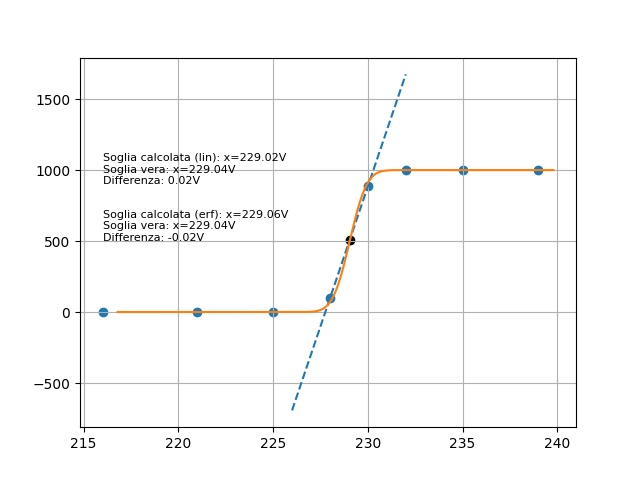 1500
1000
500
0
−500
Soglia calcolata (lin): x=229.02V
Soglia vera: x=229.04V
Differenza: 0.02V
Soglia calcolata (erf): x=229.06V
Soglia vera: x=229.04V
Differenza: -0.02V
215 220 225 230 235 240